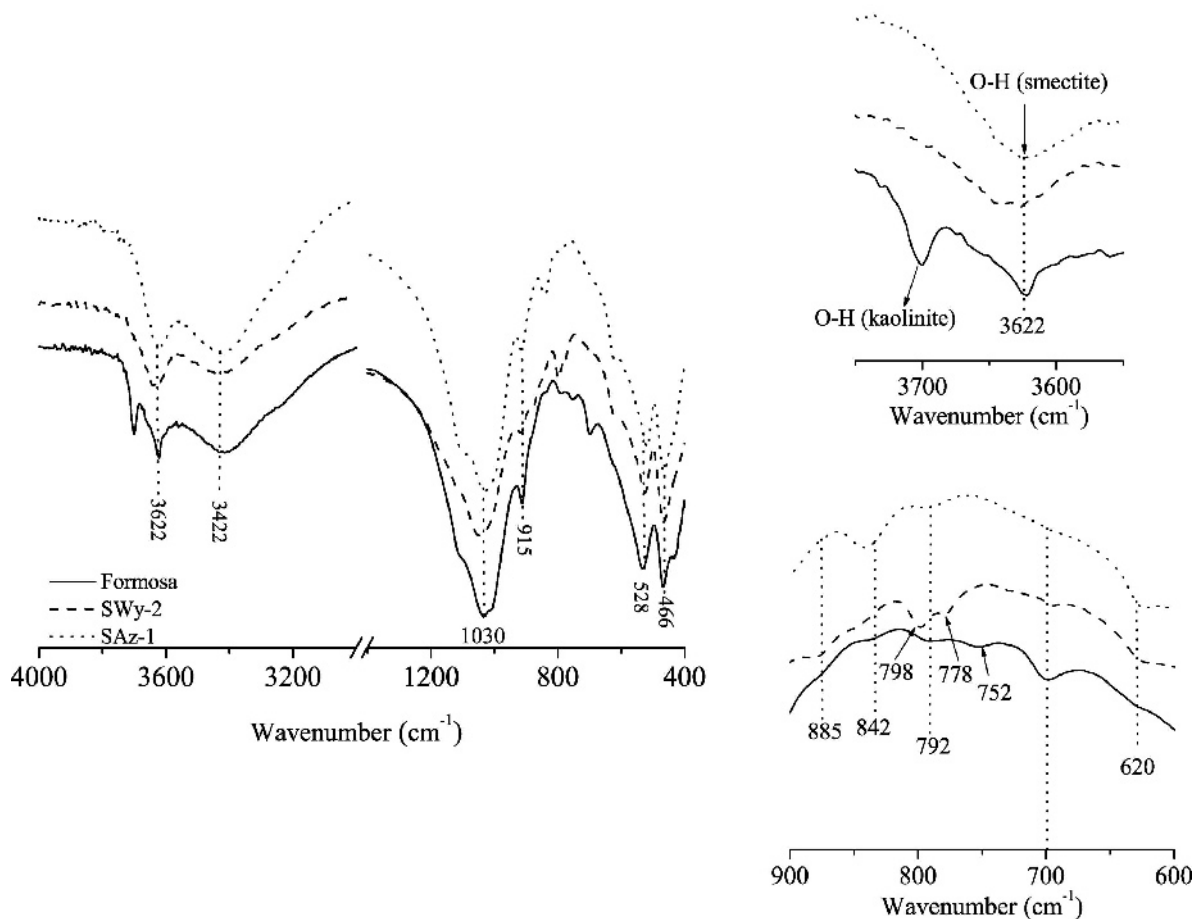 3622
3422
1030
915
528
466
Formosa
SWy-2
SAz-1
4000 3600 3200 1200 800 400
Wavenumber (cm⁻¹)
O-H (smectite)
O-H (kaolinite)
3622
3700 3600
Wavenumber (cm⁻¹)
885
842
798
792
778
752
620
900 800 700 600
Wavenumber (cm⁻¹)